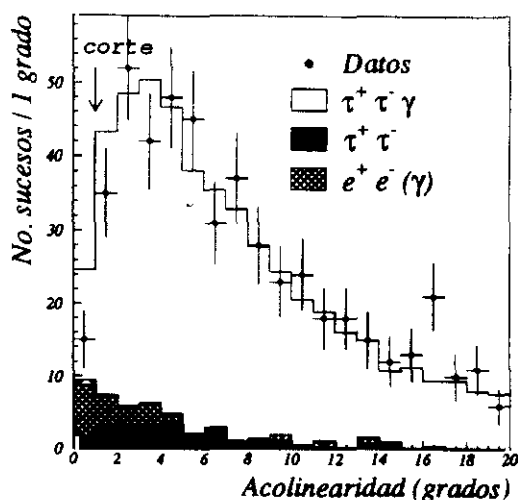 No. sucesos / 1 grado
50
40
30
20
10
0
corte
Datos
τ⁺ τ⁻ γ
τ⁺ τ⁻
e⁺ e⁻ (γ)
0 2 4 6 8 10 12 14 16 18 20
Acolinearidad (grados)